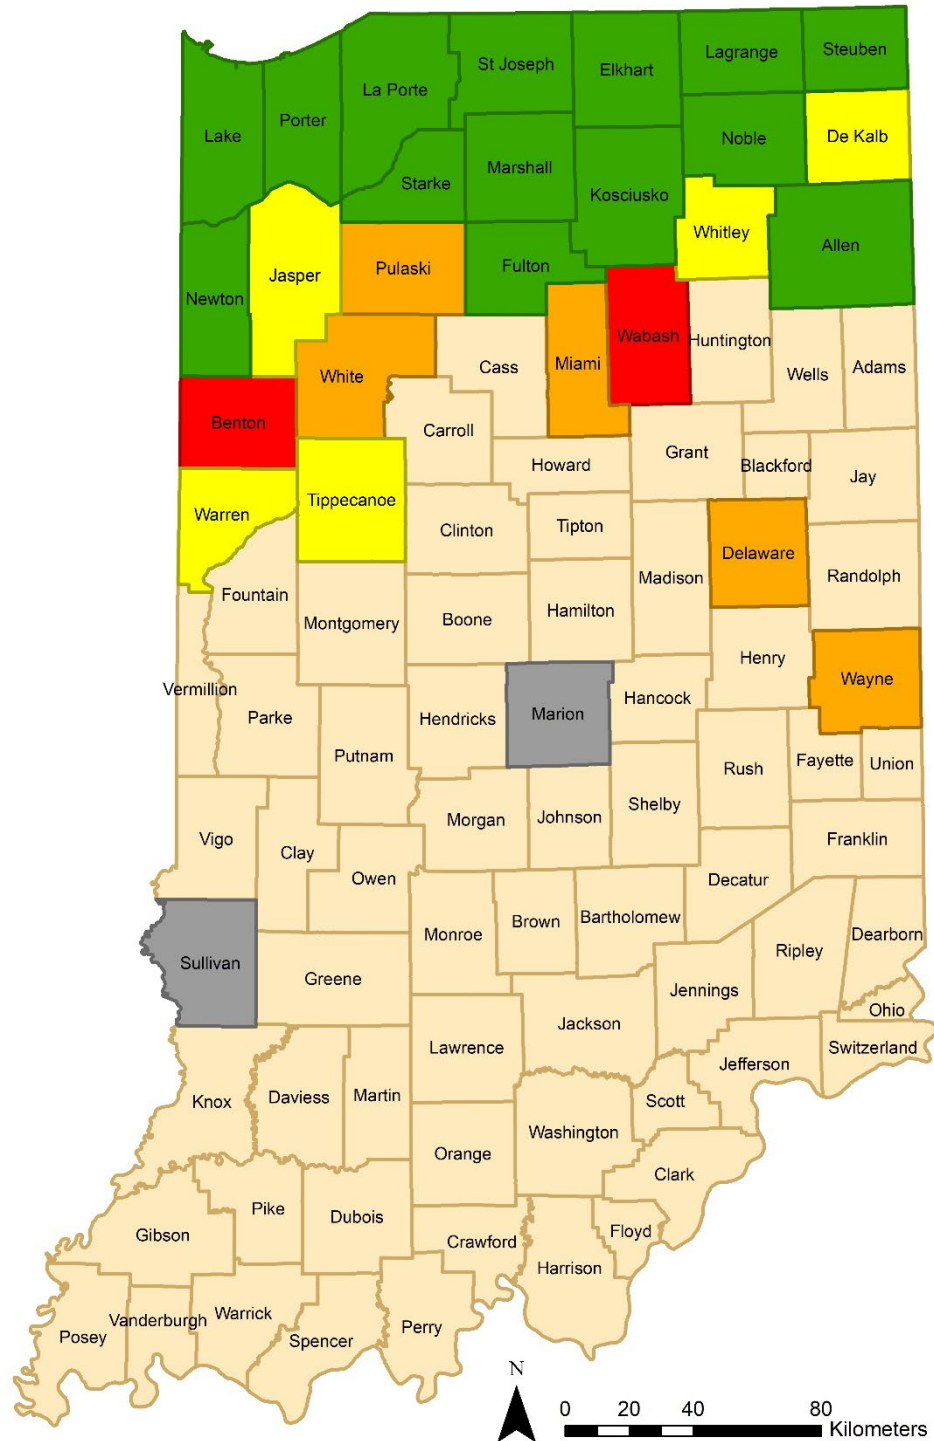 Steuben
Lagrange
St Joseph
Elkhart
La Porte
Porter
Lake
Noble
De Kalb
Marshall
Starke
Kosciusko
Whitley
Allen
Jasper
Pulaski
Fulton
Newton
Wabash
Huntington
Miami
Cass
White
Wells
Adams
Benton
Carroll
Grant
Howard
Blackford
Jay
Warren
Tippecanoe
Clinton
Tipton
Delaware
Madison
Randolph
Fountain
Montgomery
Boone
Hamilton
Henry
Wayne
Vermillion
Parke
Hendricks
Marion
Hancock
Putnam
Rush
Fayette
Union
Shelby
Morgan
Johnson
Vigo
Clay
Franklin
Owen
Decatur
Monroe
Brown
Bartholomew
Dearborn
Ripley
Sullivan
Greene
Jennings
Ohio
Jackson
Lawrence
Switzerland
Jefferson
Knox
Daviess
Martin
Scott
Washington
Orange
Clark
Pike
Dubois
Gibson
Crawford
Floyd
Harrison
Posey
Vanderburgh
Warrick
Spencer
Perry
N
0 20 40 80
Kilometers